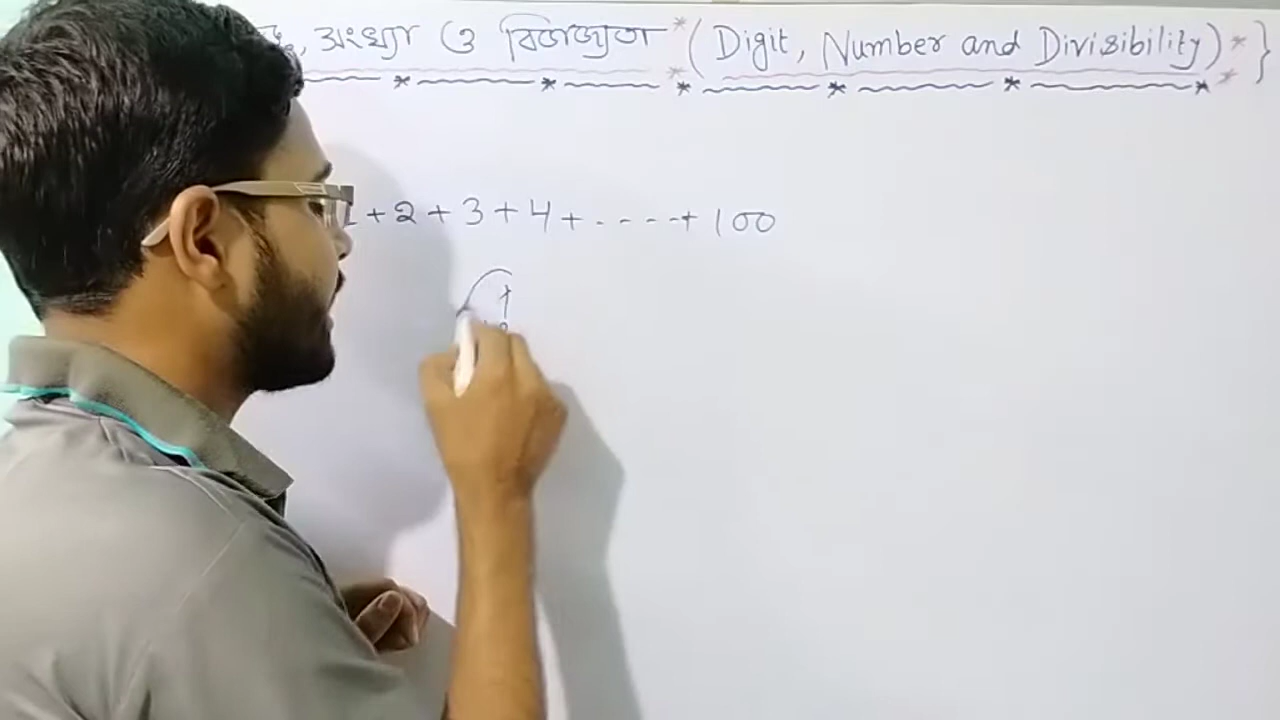 , সংখ্যা ও বিভাজ্যতা * ( Digit, Number and Divisibility ) * }
1 + 2 + 3 + 4 + - - - - + 100